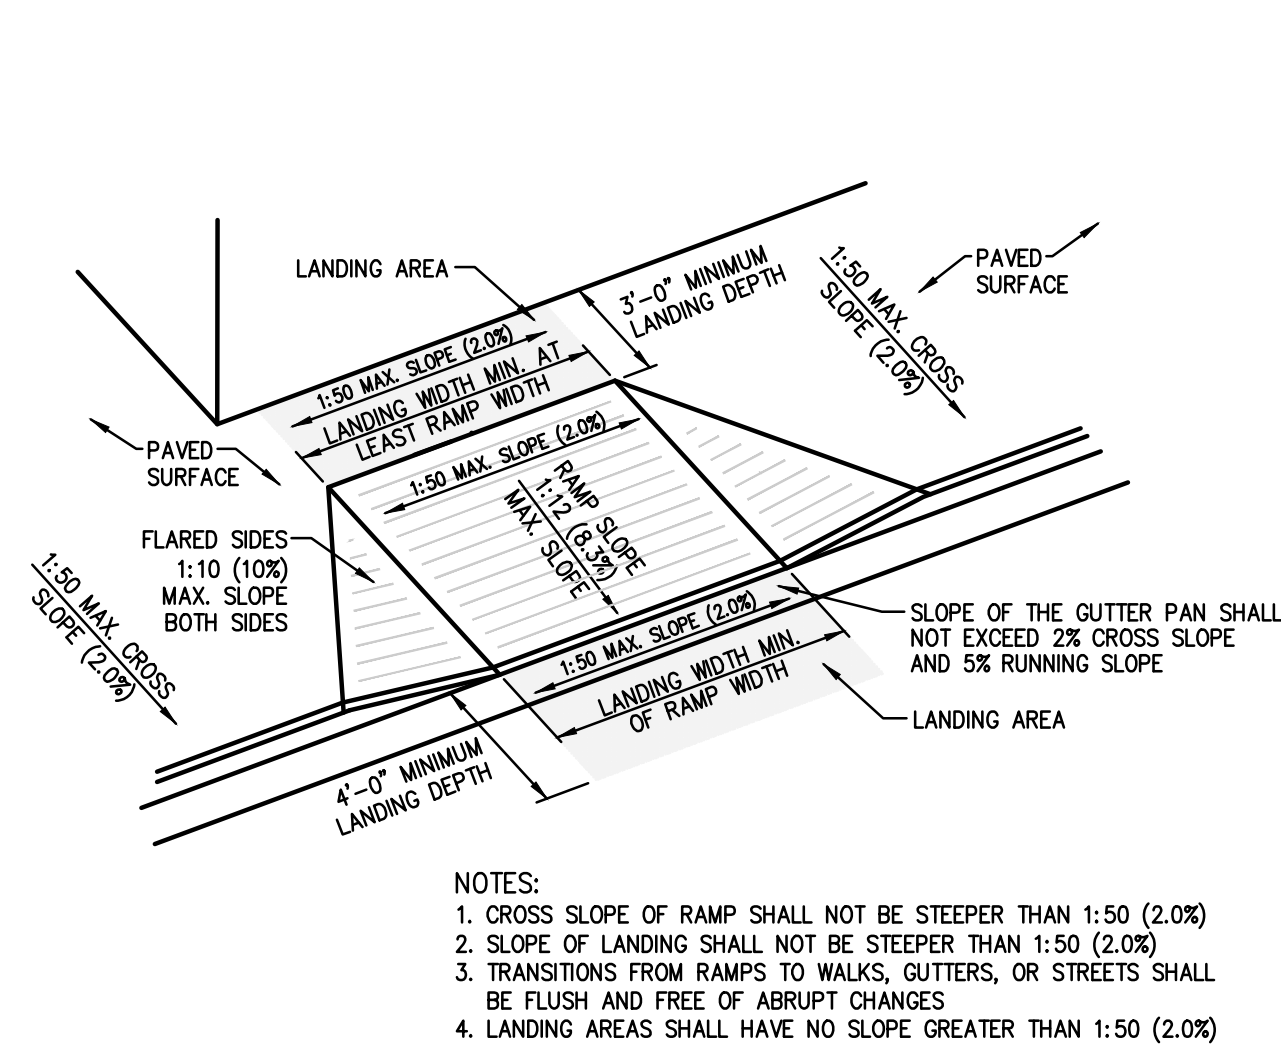 LANDING AREA
3'-0" MINIMUM
LANDING DEPTH
1:50 MAX. CROSS
SLOPE (2.0%)
PAVED
SURFACE
1:50 MAX. SLOPE (2.0%)
LANDING WIDTH MIN. AT
LEAST RAMP WIDTH
PAVED
SURFACE
1:50 MAX. SLOPE (2.0%)
RAMP SLOPE
1:12 (8.3%)
MAX. SLOPE
FLARED SIDES
1:10 (10%)
MAX. SLOPE
BOTH SIDES
1:50 MAX. CROSS
SLOPE (2.0%)
1:50 MAX. SLOPE (2.0%)
LANDING WIDTH MIN.
OF RAMP WIDTH
SLOPE OF THE GUTTER PAN SHALL
NOT EXCEED 2% CROSS SLOPE
AND 5% RUNNING SLOPE
LANDING AREA
4'-0" MINIMUM
LANDING DEPTH
NOTES:
1. CROSS SLOPE OF RAMP SHALL NOT BE STEEPER THAN 1:50 (2.0%)
2. SLOPE OF LANDING SHALL NOT BE STEEPER THAN 1:50 (2.0%)
3. TRANSITIONS FROM RAMPS TO WALKS, GUTTERS, OR STREETS SHALL
BE FLUSH AND FREE OF ABRUPT CHANGES
4. LANDING AREAS SHALL HAVE NO SLOPE GREATER THAN 1:50 (2.0%)